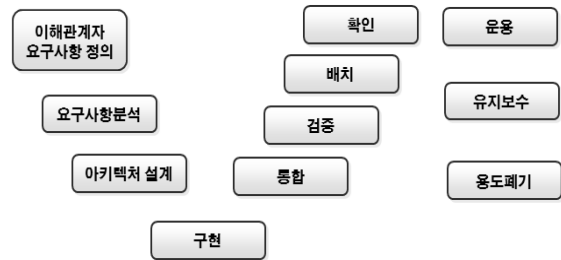 이해관계자
요구사항 정의
요구사항분석
아키텍처 설계
구현
통합
검증
배치
확인
운용
유지보수
용도폐기